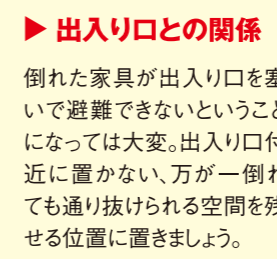 ▶ 出入り口との関係
倒れた家具が出入り口を塞
いで避難できないということ
になっては大変。出入り口付
近に置かない、万が一倒れ
ても通り抜けられる空間を残
せる位置に置きましょう。